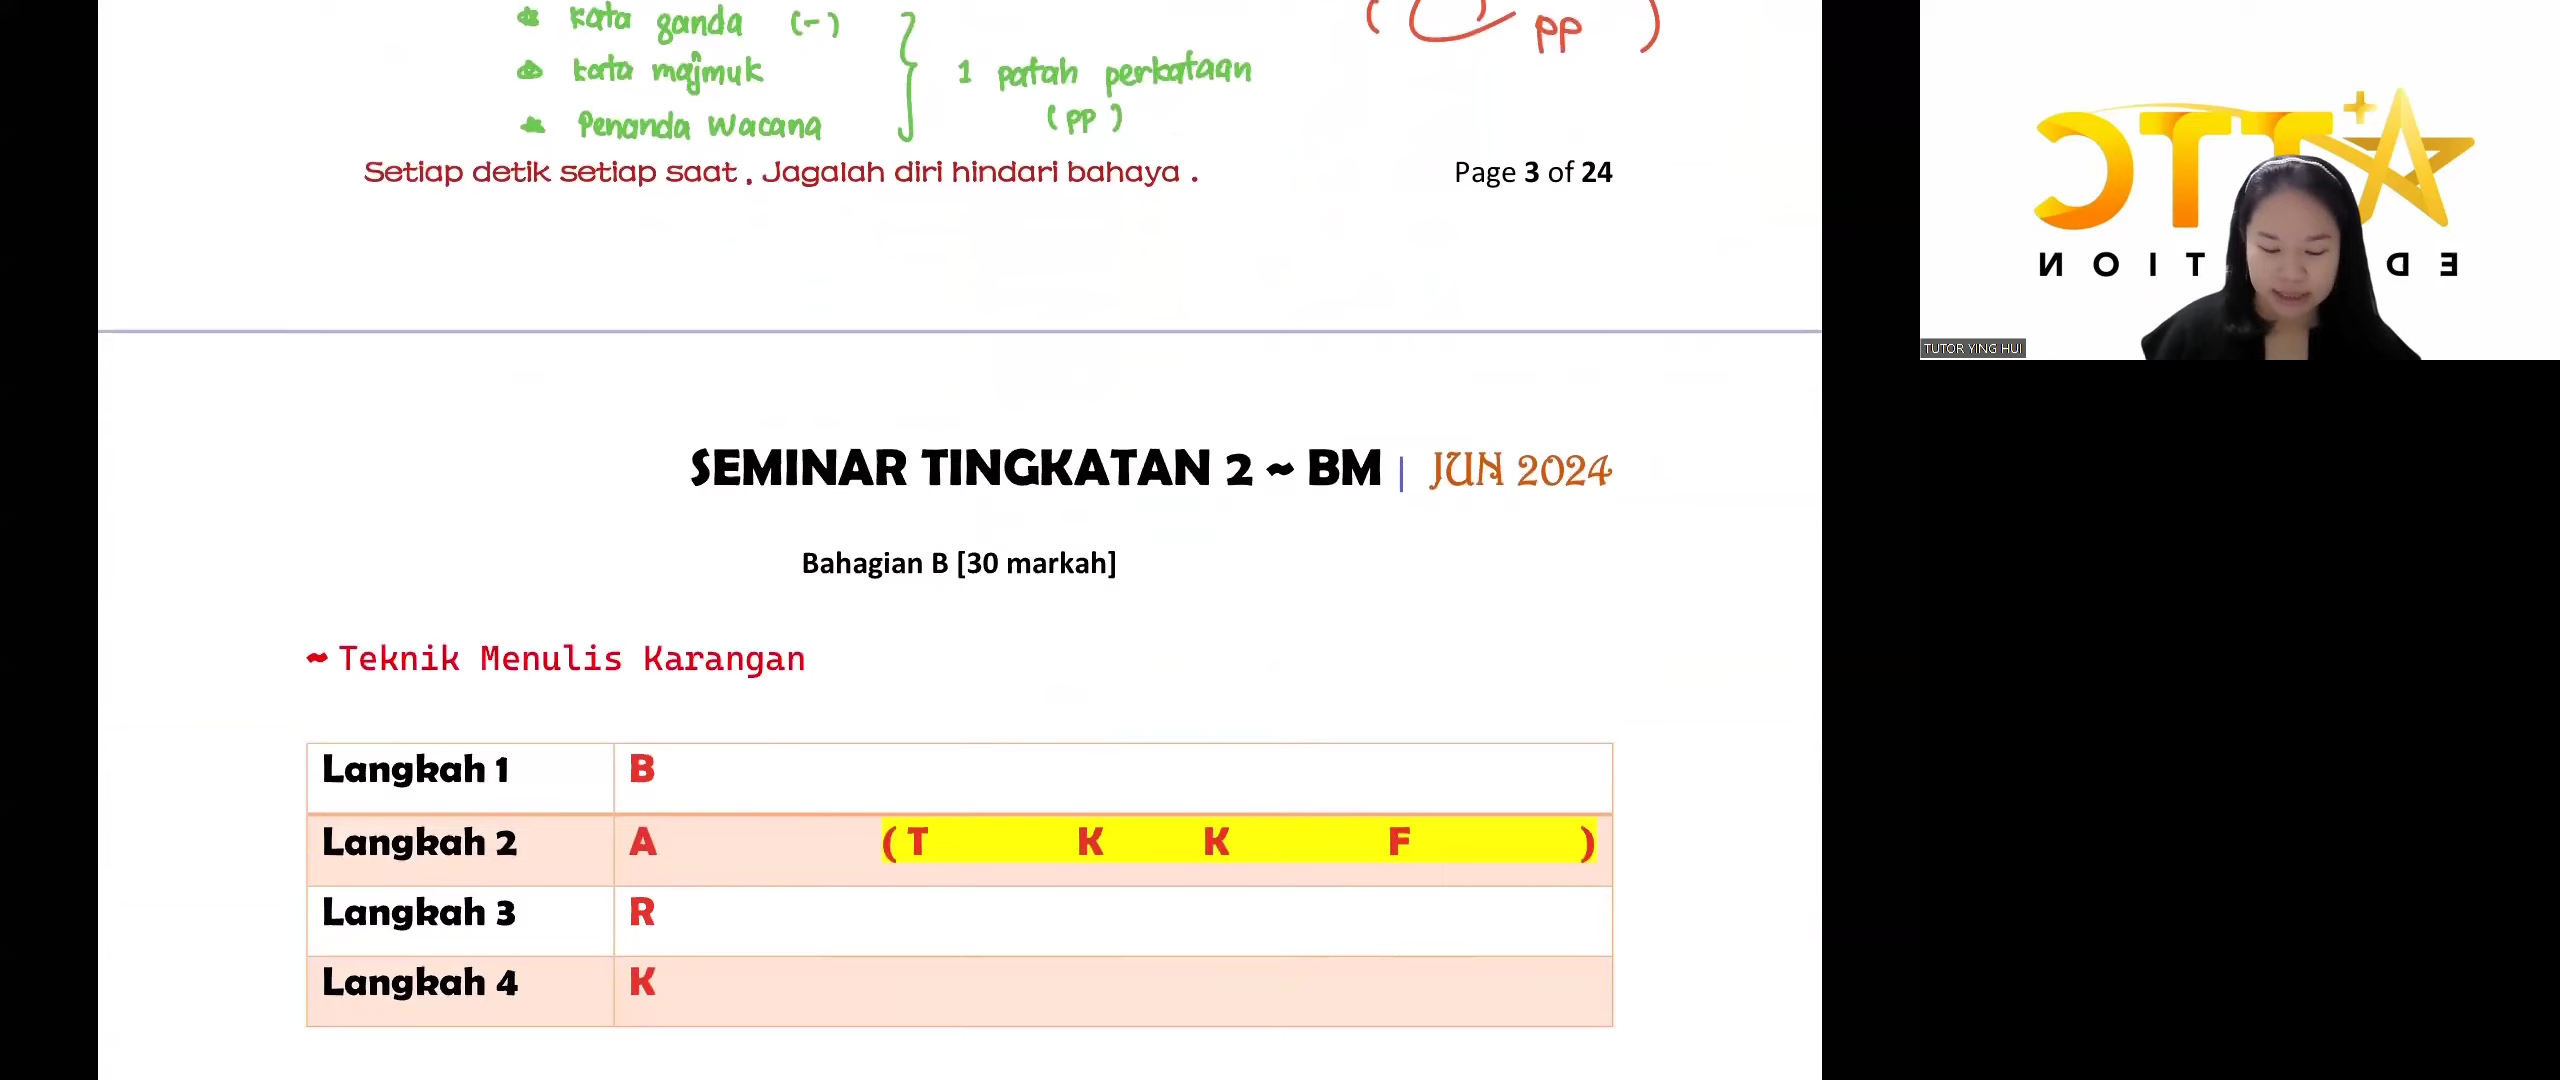 kata ganda (-)
kata majmuk
Penanda Wacana
1 patah perkataan
(PP)
( pp )
Setiap detik setiap saat , Jagalah diri hindari bahaya .
Page 3 of 24
SEMINAR TINGKATAN 2 ~ BM | JUN 2024
Bahagian B [30 markah]
~ Teknik Menulis Karangan
Langkah 1 B
Langkah 2 A ( T K K F )
Langkah 3 R
Langkah 4 K
TTC
TUTOR YING HUI